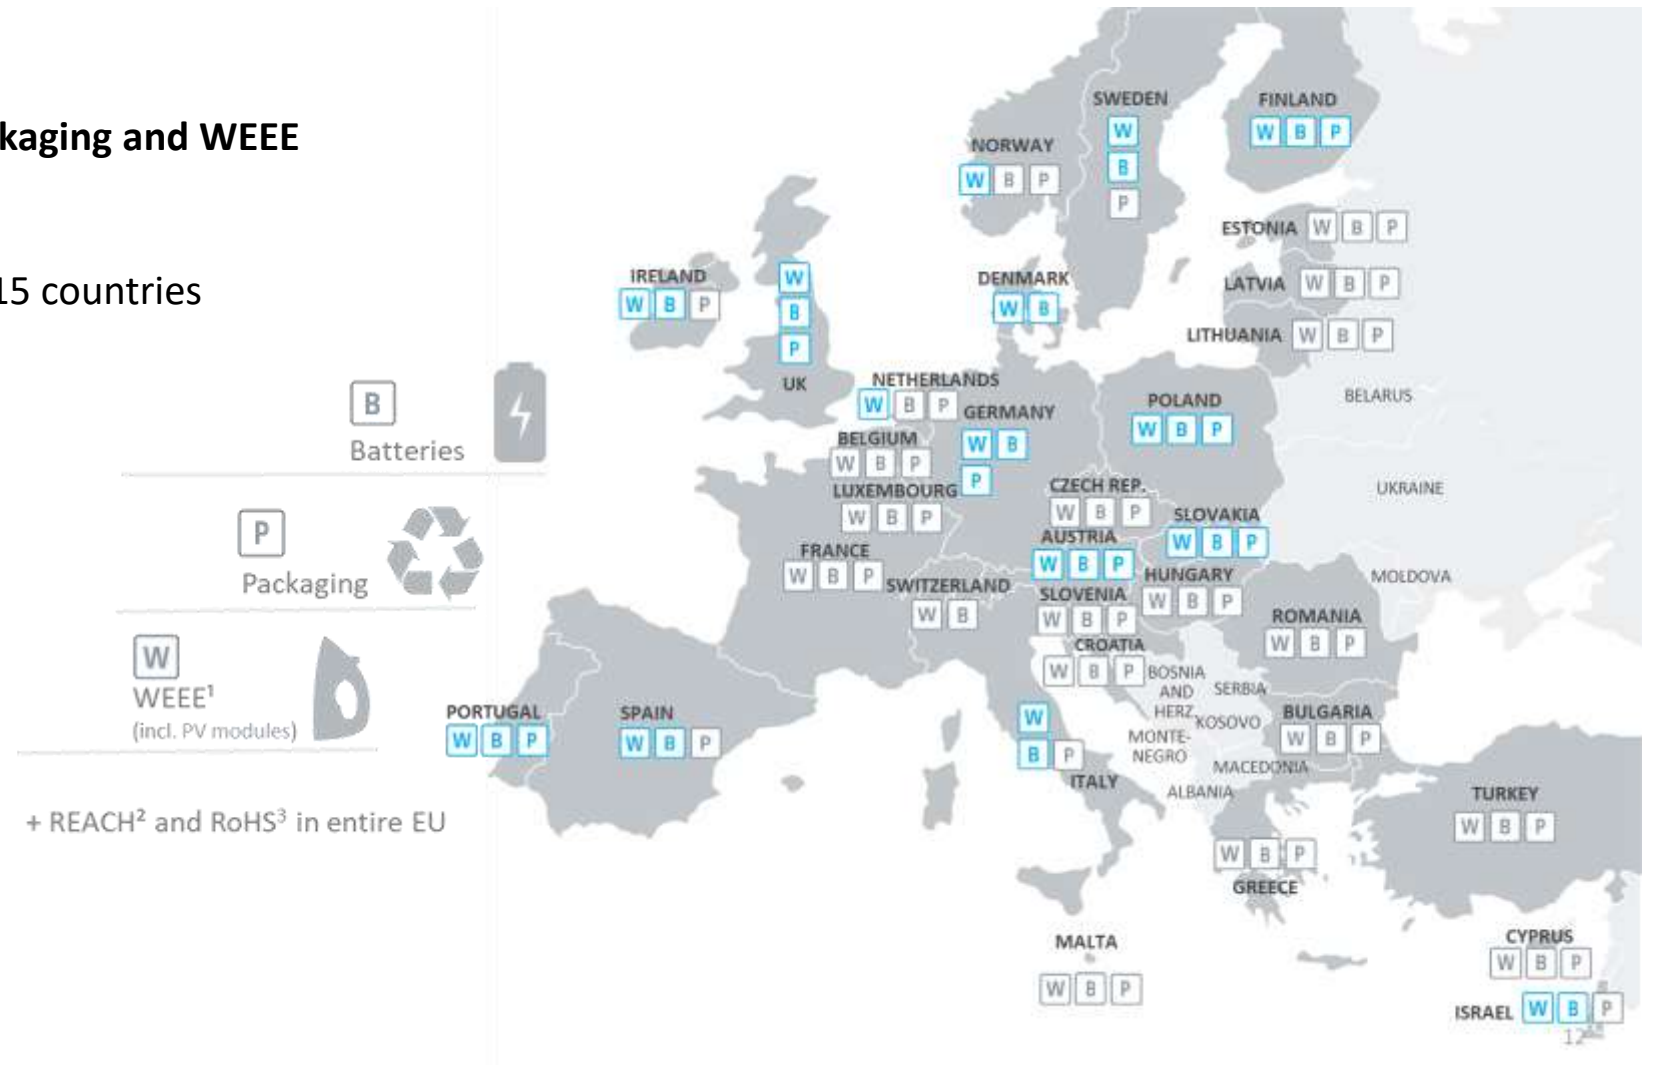 kaging and WEEE
15 countries
B
Batteries
P
Packaging
W
WEEE¹
(incl. PV modules)
+ REACH² and RoHS³ in entire EU
SWEDEN
W
B
P
FINLAND
W B P
NORWAY
W B P
ESTONIA W B P
LATVIA W B P
LITHUANIA W B P
IRELAND
W B P
W
B
P
UK
DENMARK
W B
NETHERLANDS
W B P
GERMANY
W B
P
BELGIUM
W B P
LUXEMBOURG
W B P
POLAND
W B P
BELARUS
UKRAINE
CZECH REP.
W B P
SLOVAKIA
W B P
AUSTRIA
W B P
FRANCE
W B P
SWITZERLAND
W B
HUNGARY
W B P
MOLDOVA
SLOVENIA
W B P
ROMANIA
W B P
CROATIA
W B P
BOSNIA
AND
HERZ
SERBIA
KOSOVO
MONTE-
NEGRO
MACEDONIA
ALBANIA
BULGARIA
W B P
PORTUGAL
W B P
SPAIN
W B P
W
B P
ITALY
TURKEY
W B P
W B P
GREECE
MALTA
W B P
CYPRUS
W B P
ISRAEL W B P
12